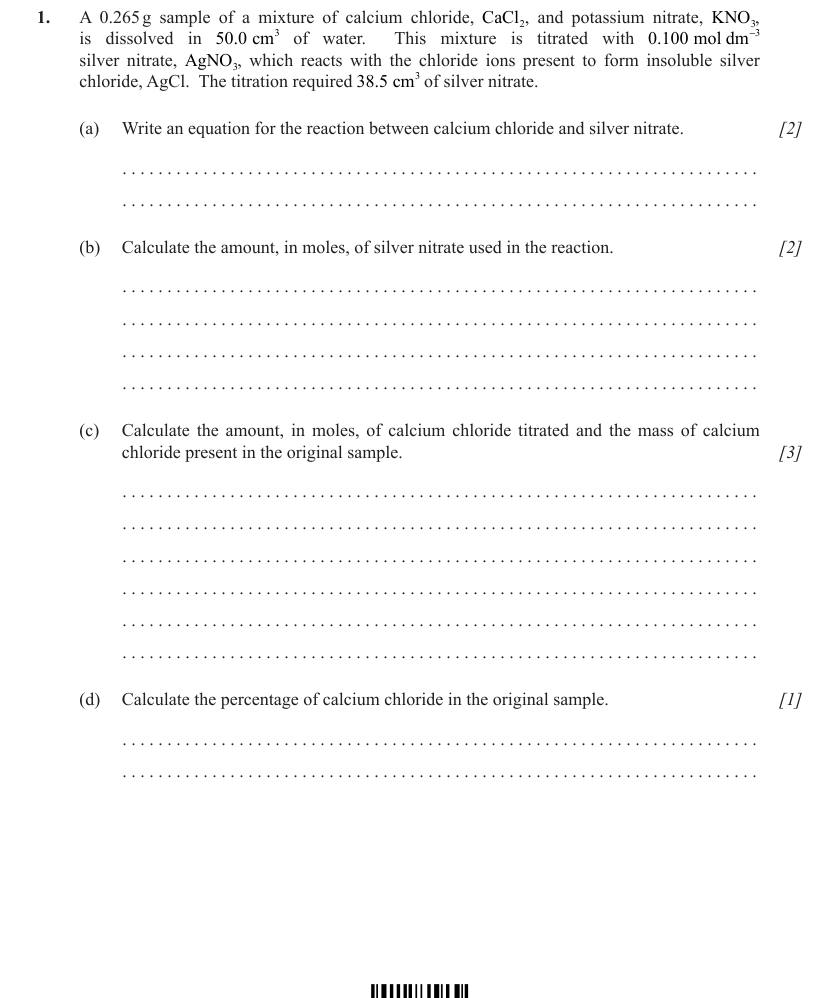 1. A 0.265 g sample of a mixture of calcium chloride, CaCl₂, and potassium nitrate, KNO₃,
is dissolved in 50.0 cm³ of water. This mixture is titrated with 0.100 mol dm⁻³
silver nitrate, AgNO₃, which reacts with the chloride ions present to form insoluble silver
chloride, AgCl. The titration required 38.5 cm³ of silver nitrate.
(a) Write an equation for the reaction between calcium chloride and silver nitrate. [2]
(b) Calculate the amount, in moles, of silver nitrate used in the reaction. [2]
(c) Calculate the amount, in moles, of calcium chloride titrated and the mass of calcium
chloride present in the original sample. [3]
(d) Calculate the percentage of calcium chloride in the original sample. [1]